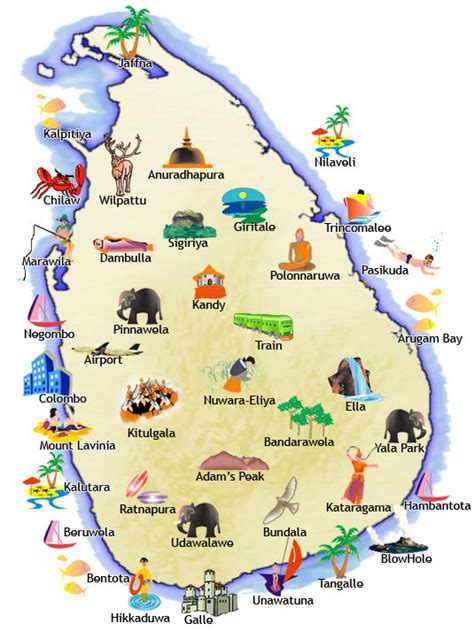 Jaffna
Kalpitiya
Nilaveli
Anuradhapura
Chilaw
Wilpattu
Giritale
Trincomalee
Sigiriya
Marawila
Dambulla
Polonnaruwa
Pasikuda
Kandy
Pinnawela
Negombo
Train
Arugam Bay
Airport
Colombo
Nuwara-Eliya
Ella
Kitulgala
Bandarawela
Mount Lavinia
Yala Park
Adam's Peak
Kalutara
Ratnapura
Kataragama
Hambantota
Beruwela
Udawalawe
Bundala
BlowHole
Bentota
Tangalle
Unawatuna
Hikkaduwa
Galle